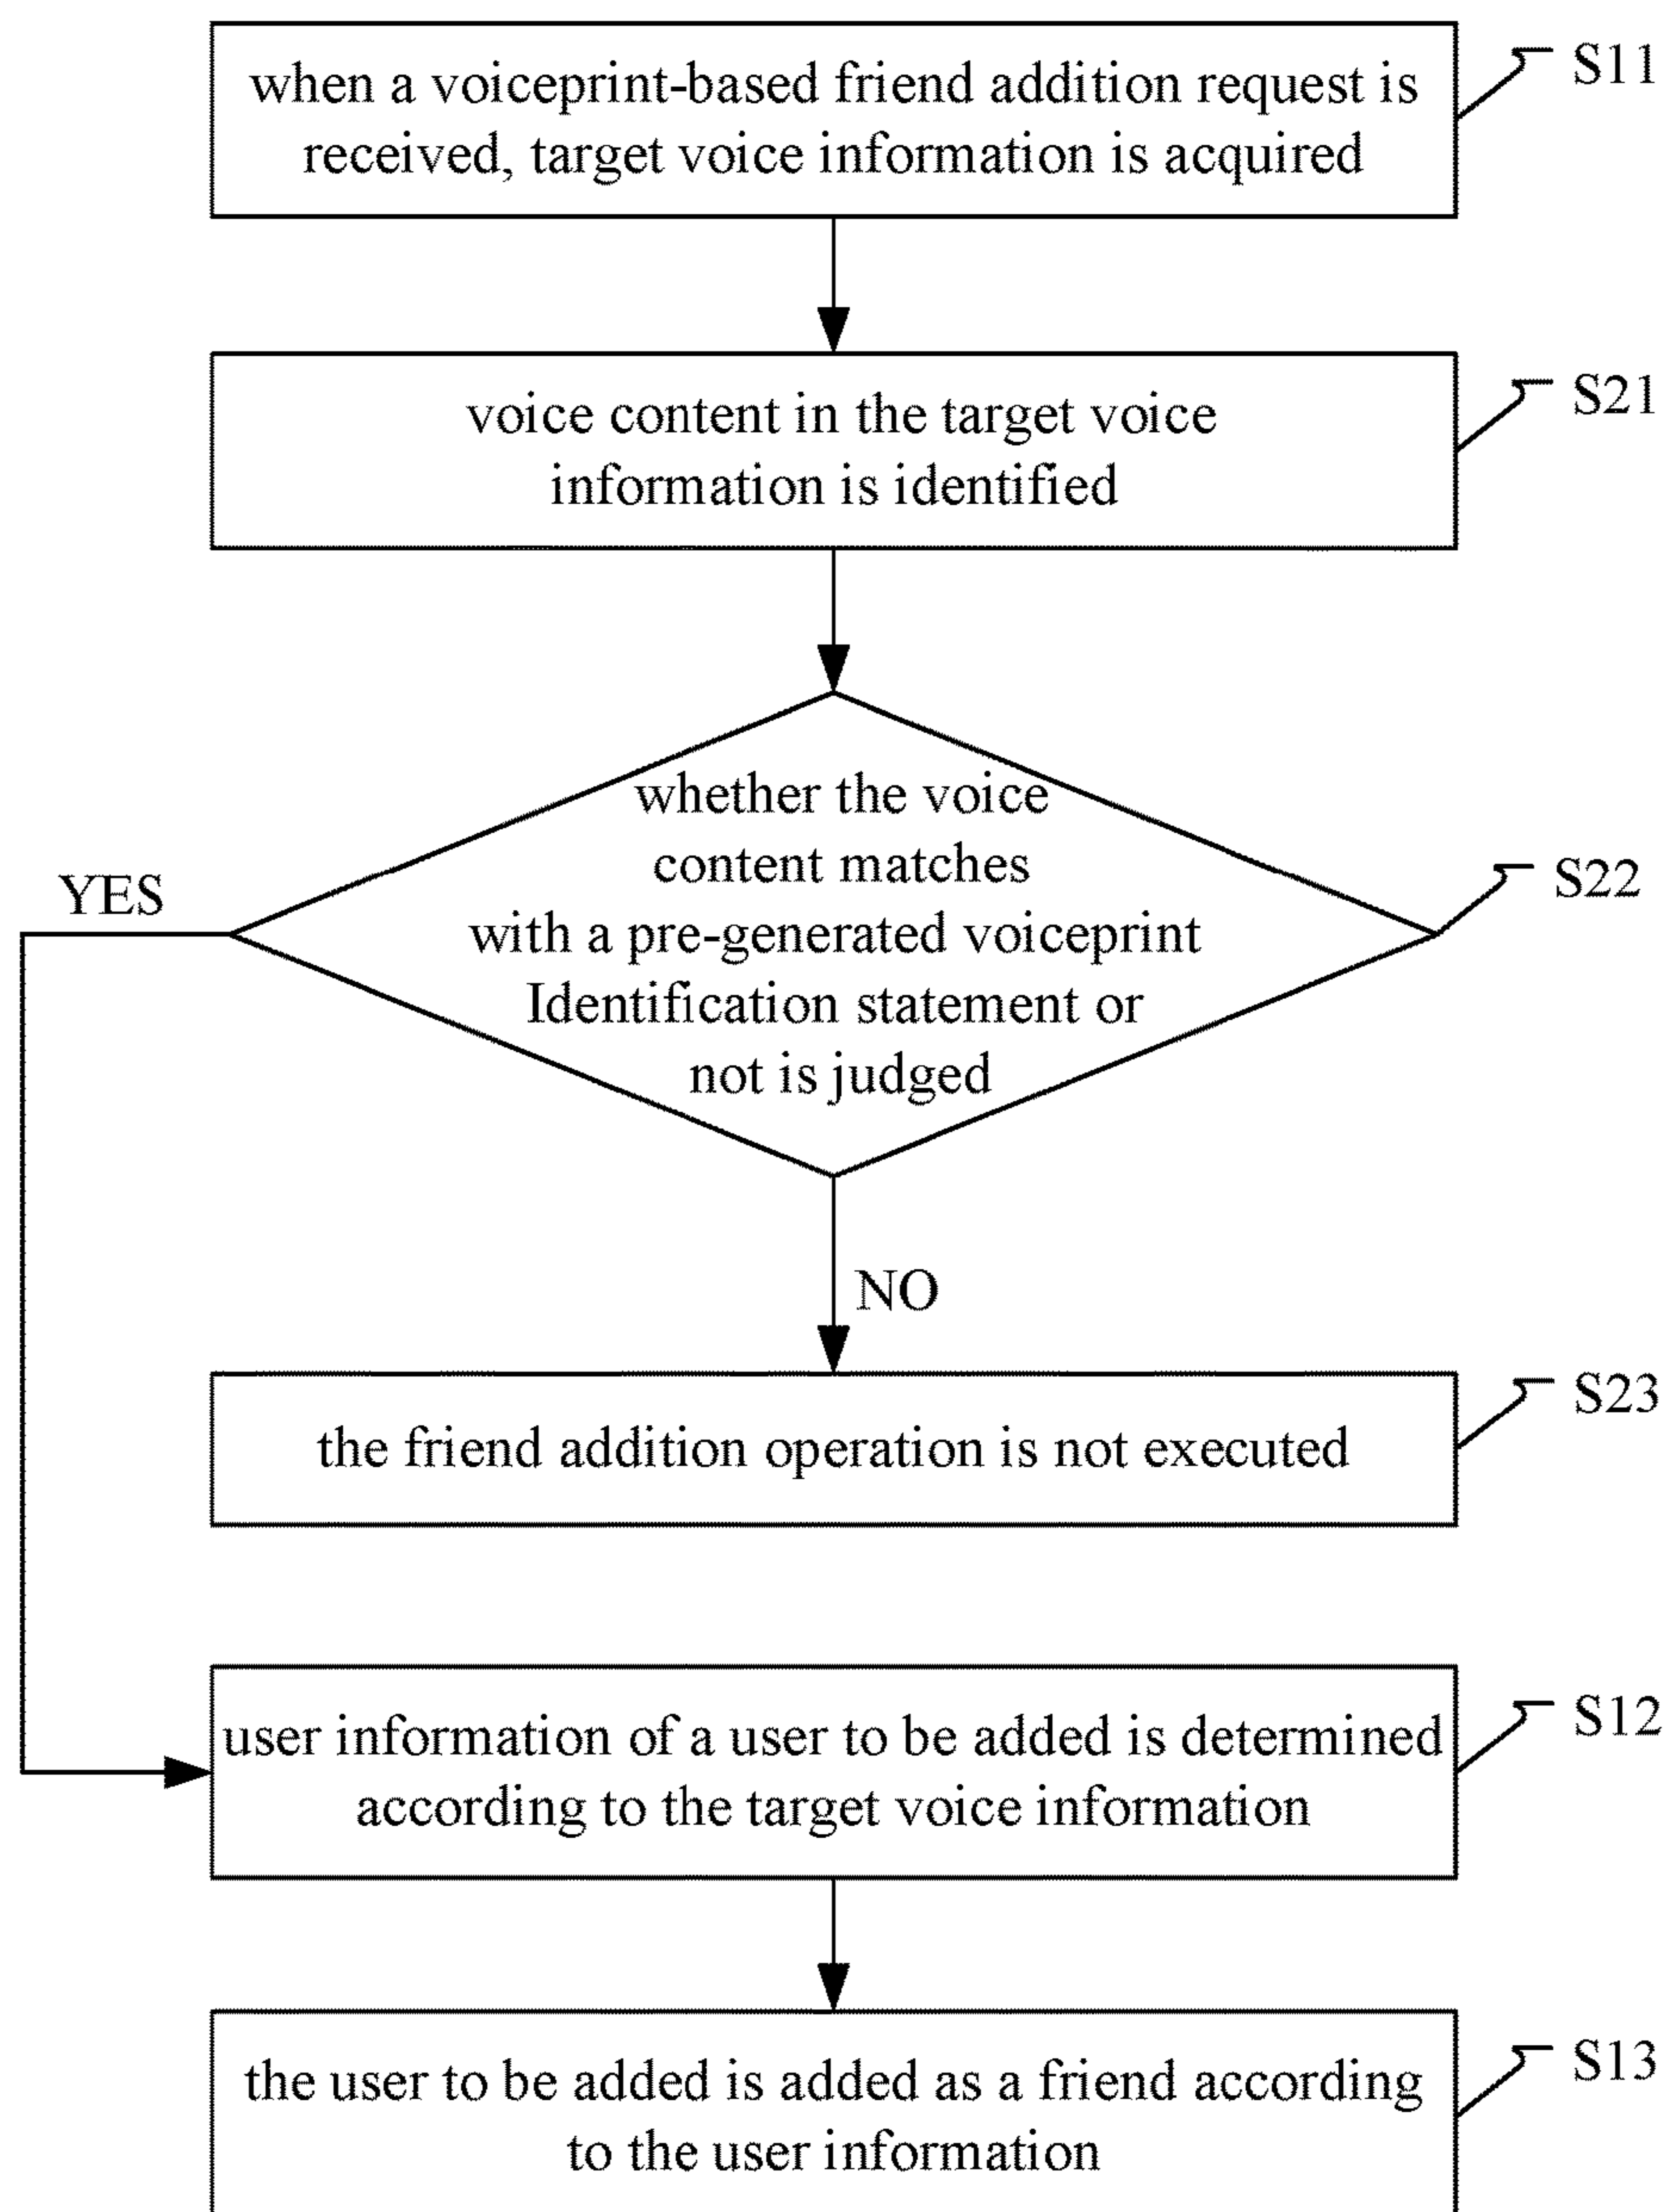 when a voiceprint-based friend addition request is
received, target voice information is acquired
S11
voice content in the target voice
information is identified
S21
whether the voice
content matches
with a pre-generated voiceprint
Identification statement or
not is judged
S22
YES
NO
the friend addition operation is not executed
S23
user information of a user to be added is determined
according to the target voice information
S12
the user to be added is added as a friend according
to the user information
S13